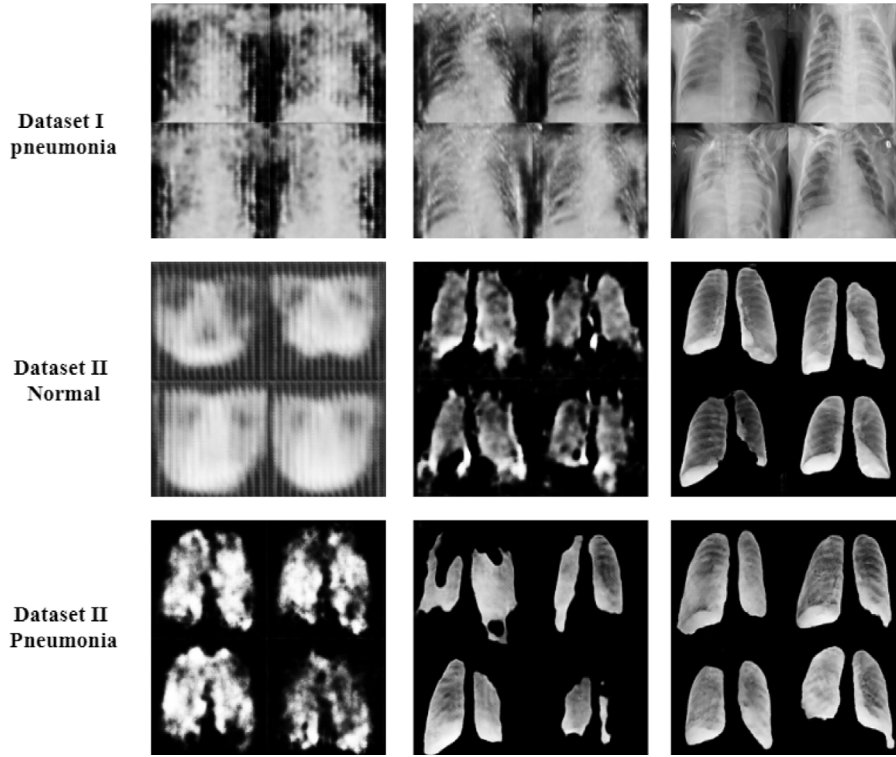 Dataset I
pneumonia
Dataset II
Normal
Dataset II
Pneumonia